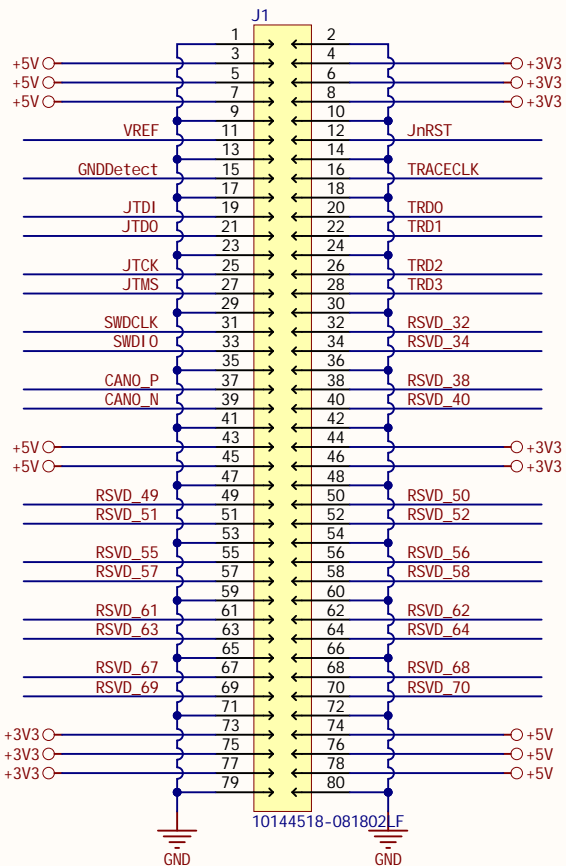 J1
1 2
+5V 3 4 +3V3
+5V 5 6 +3V3
+5V 7 8 +3V3
9 10
VREF 11 12 JnRST
13 14
GNDDetect 15 16 TRACECLK
17 18
JTDI 19 20 TRD0
JTDO 21 22 TRD1
23 24
JTCK 25 26 TRD2
JTMS 27 28 TRD3
29 30
SWDCLK 31 32 RSVD_32
SWDIO 33 34 RSVD_34
35 36
CAN0_P 37 38 RSVD_38
CAN0_N 39 40 RSVD_40
41 42
+5V 43 44 +3V3
+5V 45 46 +3V3
47 48
RSVD_49 49 50 RSVD_50
RSVD_51 51 52 RSVD_52
53 54
RSVD_55 55 56 RSVD_56
RSVD_57 57 58 RSVD_58
59 60
RSVD_61 61 62 RSVD_62
RSVD_63 63 64 RSVD_64
65 66
RSVD_67 67 68 RSVD_68
RSVD_69 69 70 RSVD_70
71 72
+3V3 73 74 +5V
+3V3 75 76 +5V
+3V3 77 78 +5V
79 80
10144518-081802LF
GND GND